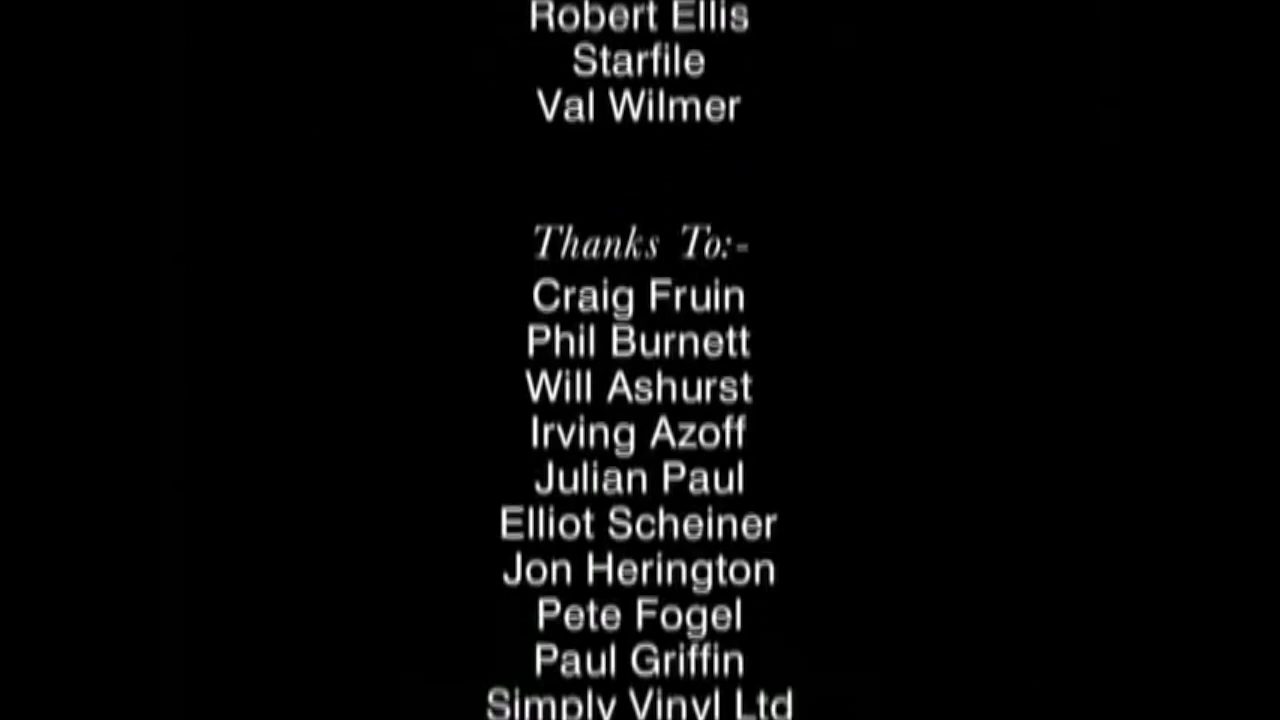 Robert Ellis
Starfile
Val Wilmer
Thanks To:-
Craig Fruin
Phil Burnett
Will Ashurst
Irving Azoff
Julian Paul
Elliot Scheiner
Jon Herington
Pete Fogel
Paul Griffin
Simply Vinyl Ltd